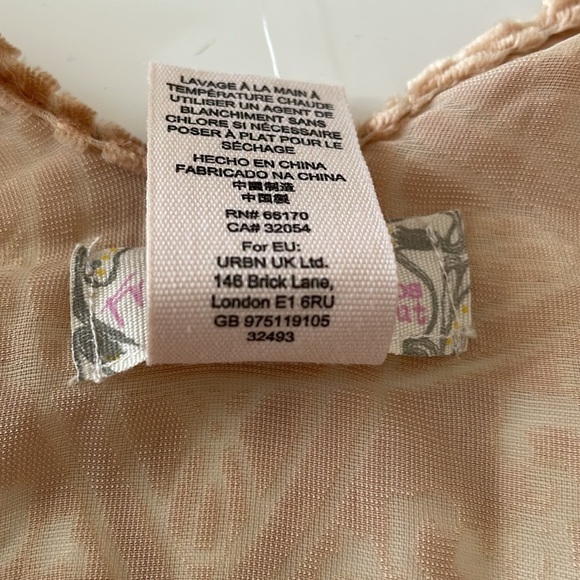 LAVAGE À LA MAIN À
TEMPÉRATURE CHAUDE
UTILISER UN AGENT DE
BLANCHIMENT SANS
CHLORE SI NÉCESSAIRE
POSER À PLAT POUR LE
SÉCHAGE
HECHO EN CHINA
FABRICADO NA CHINA
中國制造
中国製
RN# 66170
CA# 32054
For EU:
URBN UK Ltd.
146 Brick Lane,
London E1 6RU
GB 975119105
32493